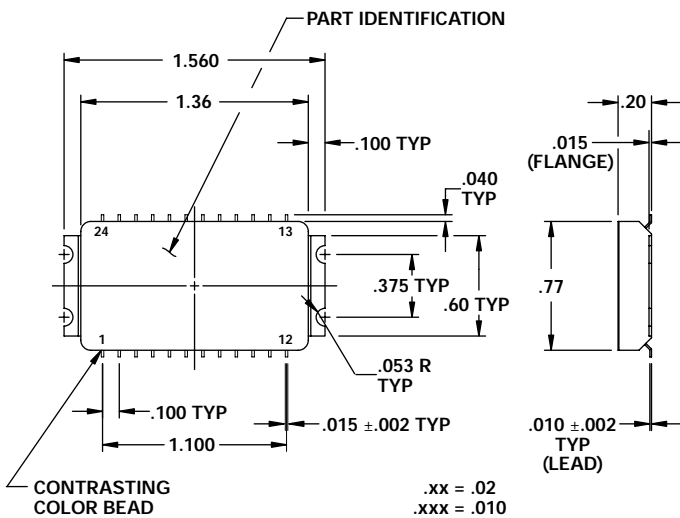 PART IDENTIFICATION
1.560
1.36
.20
.100 TYP
.015
(FLANGE)
.040
TYP
24
13
.375 TYP
.60 TYP
.77
1
12
.053 R
TYP
.100 TYP
.015 ±.002 TYP
.010 ±.002
TYP
(LEAD)
1.100
CONTRASTING
COLOR BEAD
.xx = .02
.xxx = .010